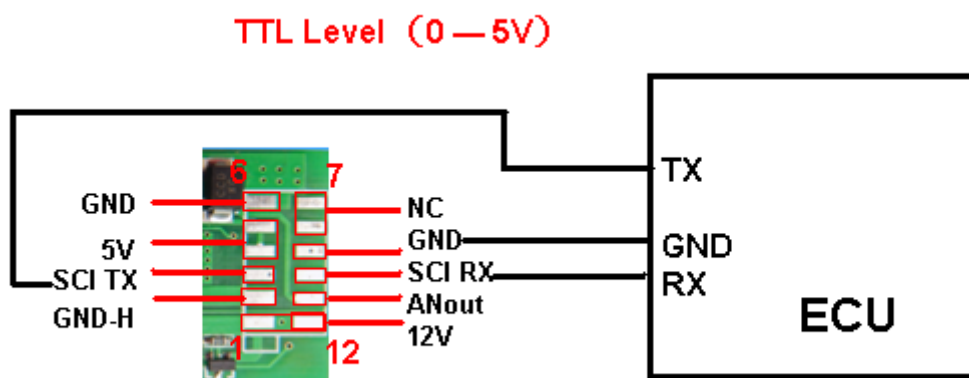 TTL Level（0 — 5V）
6 7
GND
NC
5V
GND
SCI TX
SCI RX
GND-H
ANout
12V
1 12
TX
GND
RX
ECU